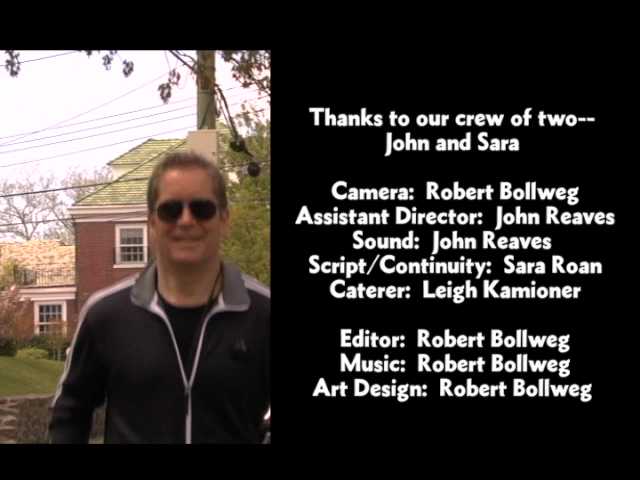 Thanks to our crew of two--
John and Sara
Camera: Robert Bollweg
Assistant Director: John Reaves
Sound: John Reaves
Script/Continuity: Sara Roan
Caterer: Leigh Kamioner
Editor: Robert Bollweg
Music: Robert Bollweg
Art Design: Robert Bollweg